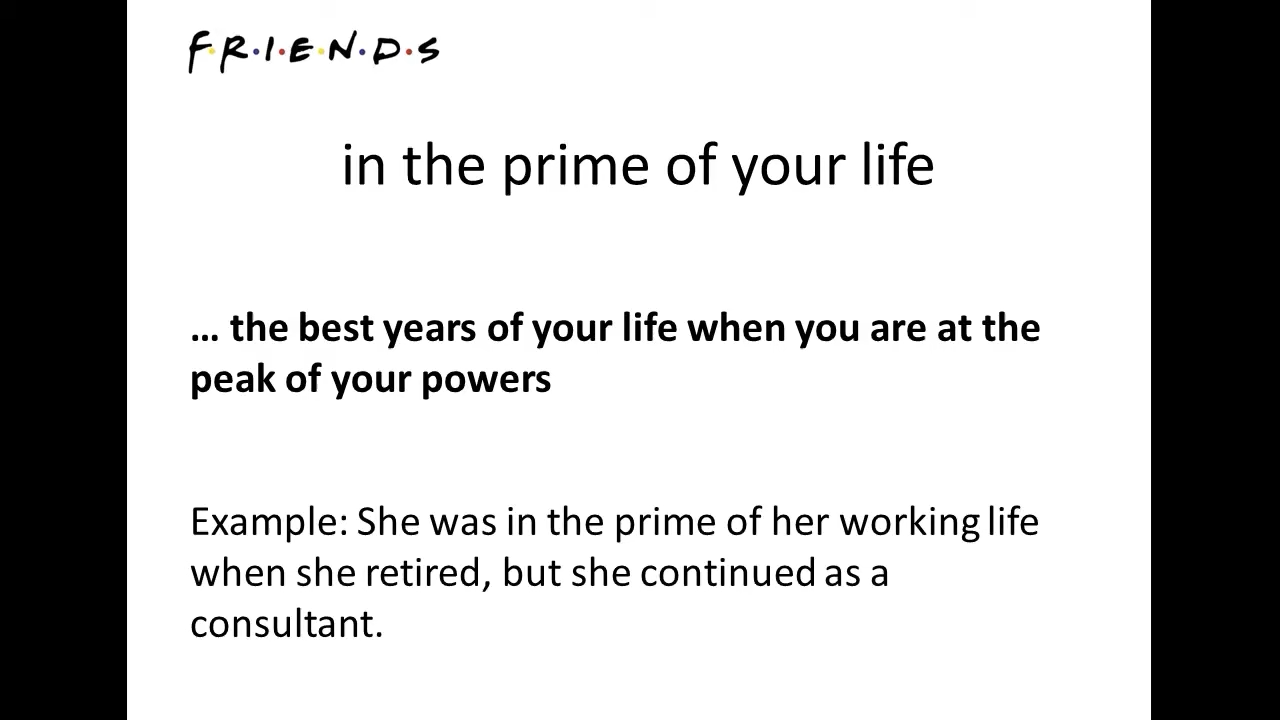 F·R·I·E·N·D·S
in the prime of your life
... the best years of your life when you are at the
peak of your powers
Example: She was in the prime of her working life
when she retired, but she continued as a
consultant.